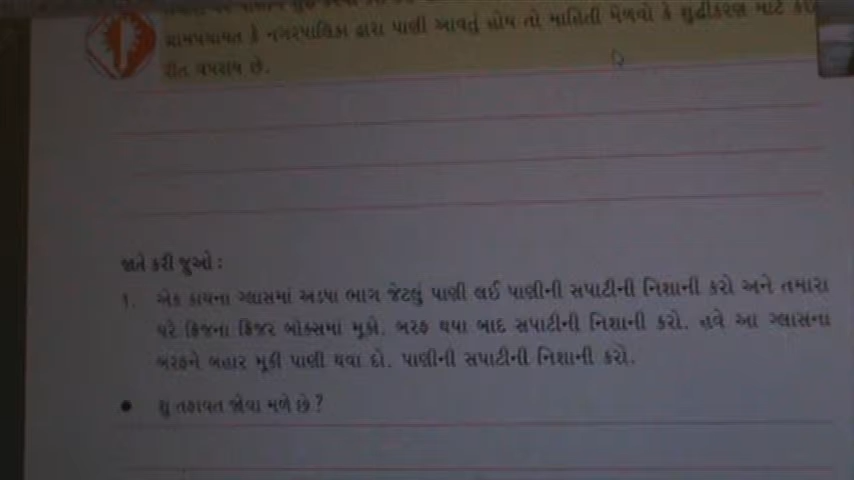 ગ્રામપંચાયત કે નગરપાલિકા દ્વારા પાણી આવતું હોય તો માહિતી મેળવો કે શુદ્ધીકરણ માટે કઈ
રીત વપરાય છે.
જાતે કરી જુઓ :
1. એક કાચના ગ્લાસમાં અડધા ભાગ જેટલું પાણી લઈ પાણીની સપાટીની નિશાની કરો અને તમારા
ઘરે ફ્રિજના ફ્રિજર બોક્સમાં મૂકો. બરફ થયા બાદ સપાટીની નિશાની કરો. હવે આ ગ્લાસના
બરફને બહાર મૂકી પાણી થવા દો. પાણીની સપાટીની નિશાની કરો.
● શુ તફાવત જોવા મળે છે ?